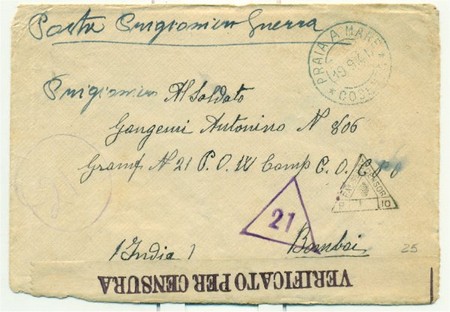 Posta Prigionieri Guerra
PRAIA A MARE
COSENZA
Prigioniero Al Soldato
Gangemi Antonino N 806
N 21 P.O.W Camp C.O.
21
10
Bombai
(India)
25
VERIFICATO PER CENSURA